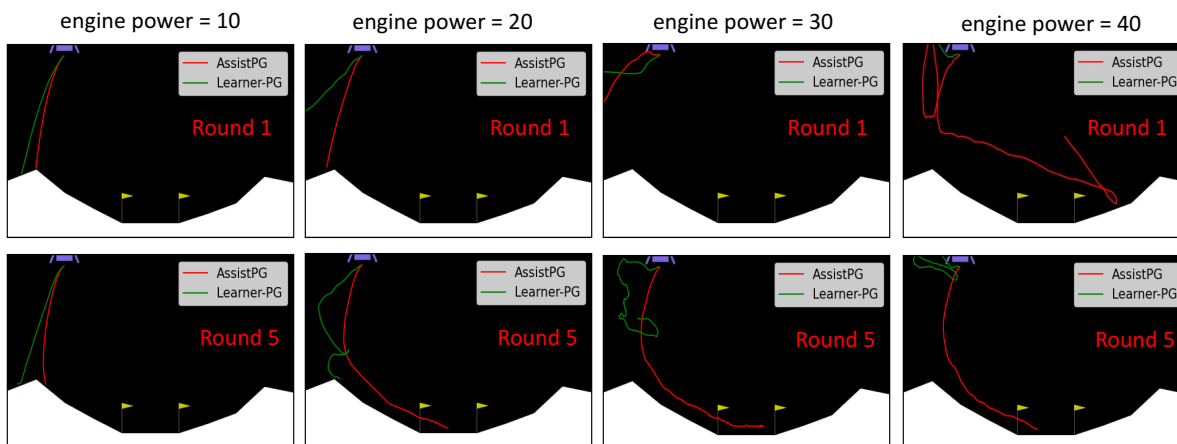 engine power = 10
engine power = 20
engine power = 30
engine power = 40
AssistPG
Learner-PG
Round 1
AssistPG
Learner-PG
Round 1
AssistPG
Learner-PG
Round 1
AssistPG
Learner-PG
Round 1
AssistPG
Learner-PG
Round 5
AssistPG
Learner-PG
Round 5
AssistPG
Learner-PG
Round 5
AssistPG
Learner-PG
Round 5